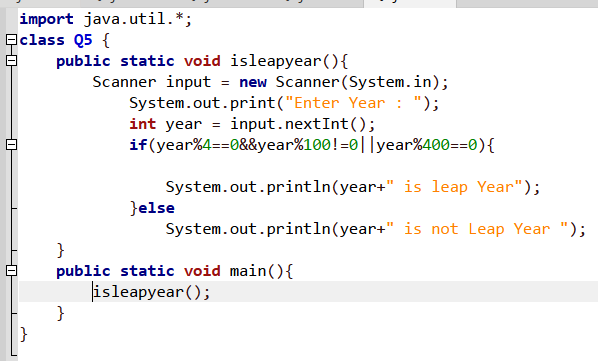 import java.util.*;
class Q5 {
    public static void isleapyear(){
        Scanner input = new Scanner(System.in);
            System.out.print("Enter Year : ");
            int year = input.nextInt();
            if(year%4==0&&year%100!=0||year%400==0){
                System.out.println(year+" is leap Year");
            }else
                System.out.println(year+" is not Leap Year ");
    }
    public static void main(){
        isleapyear();
    }
}